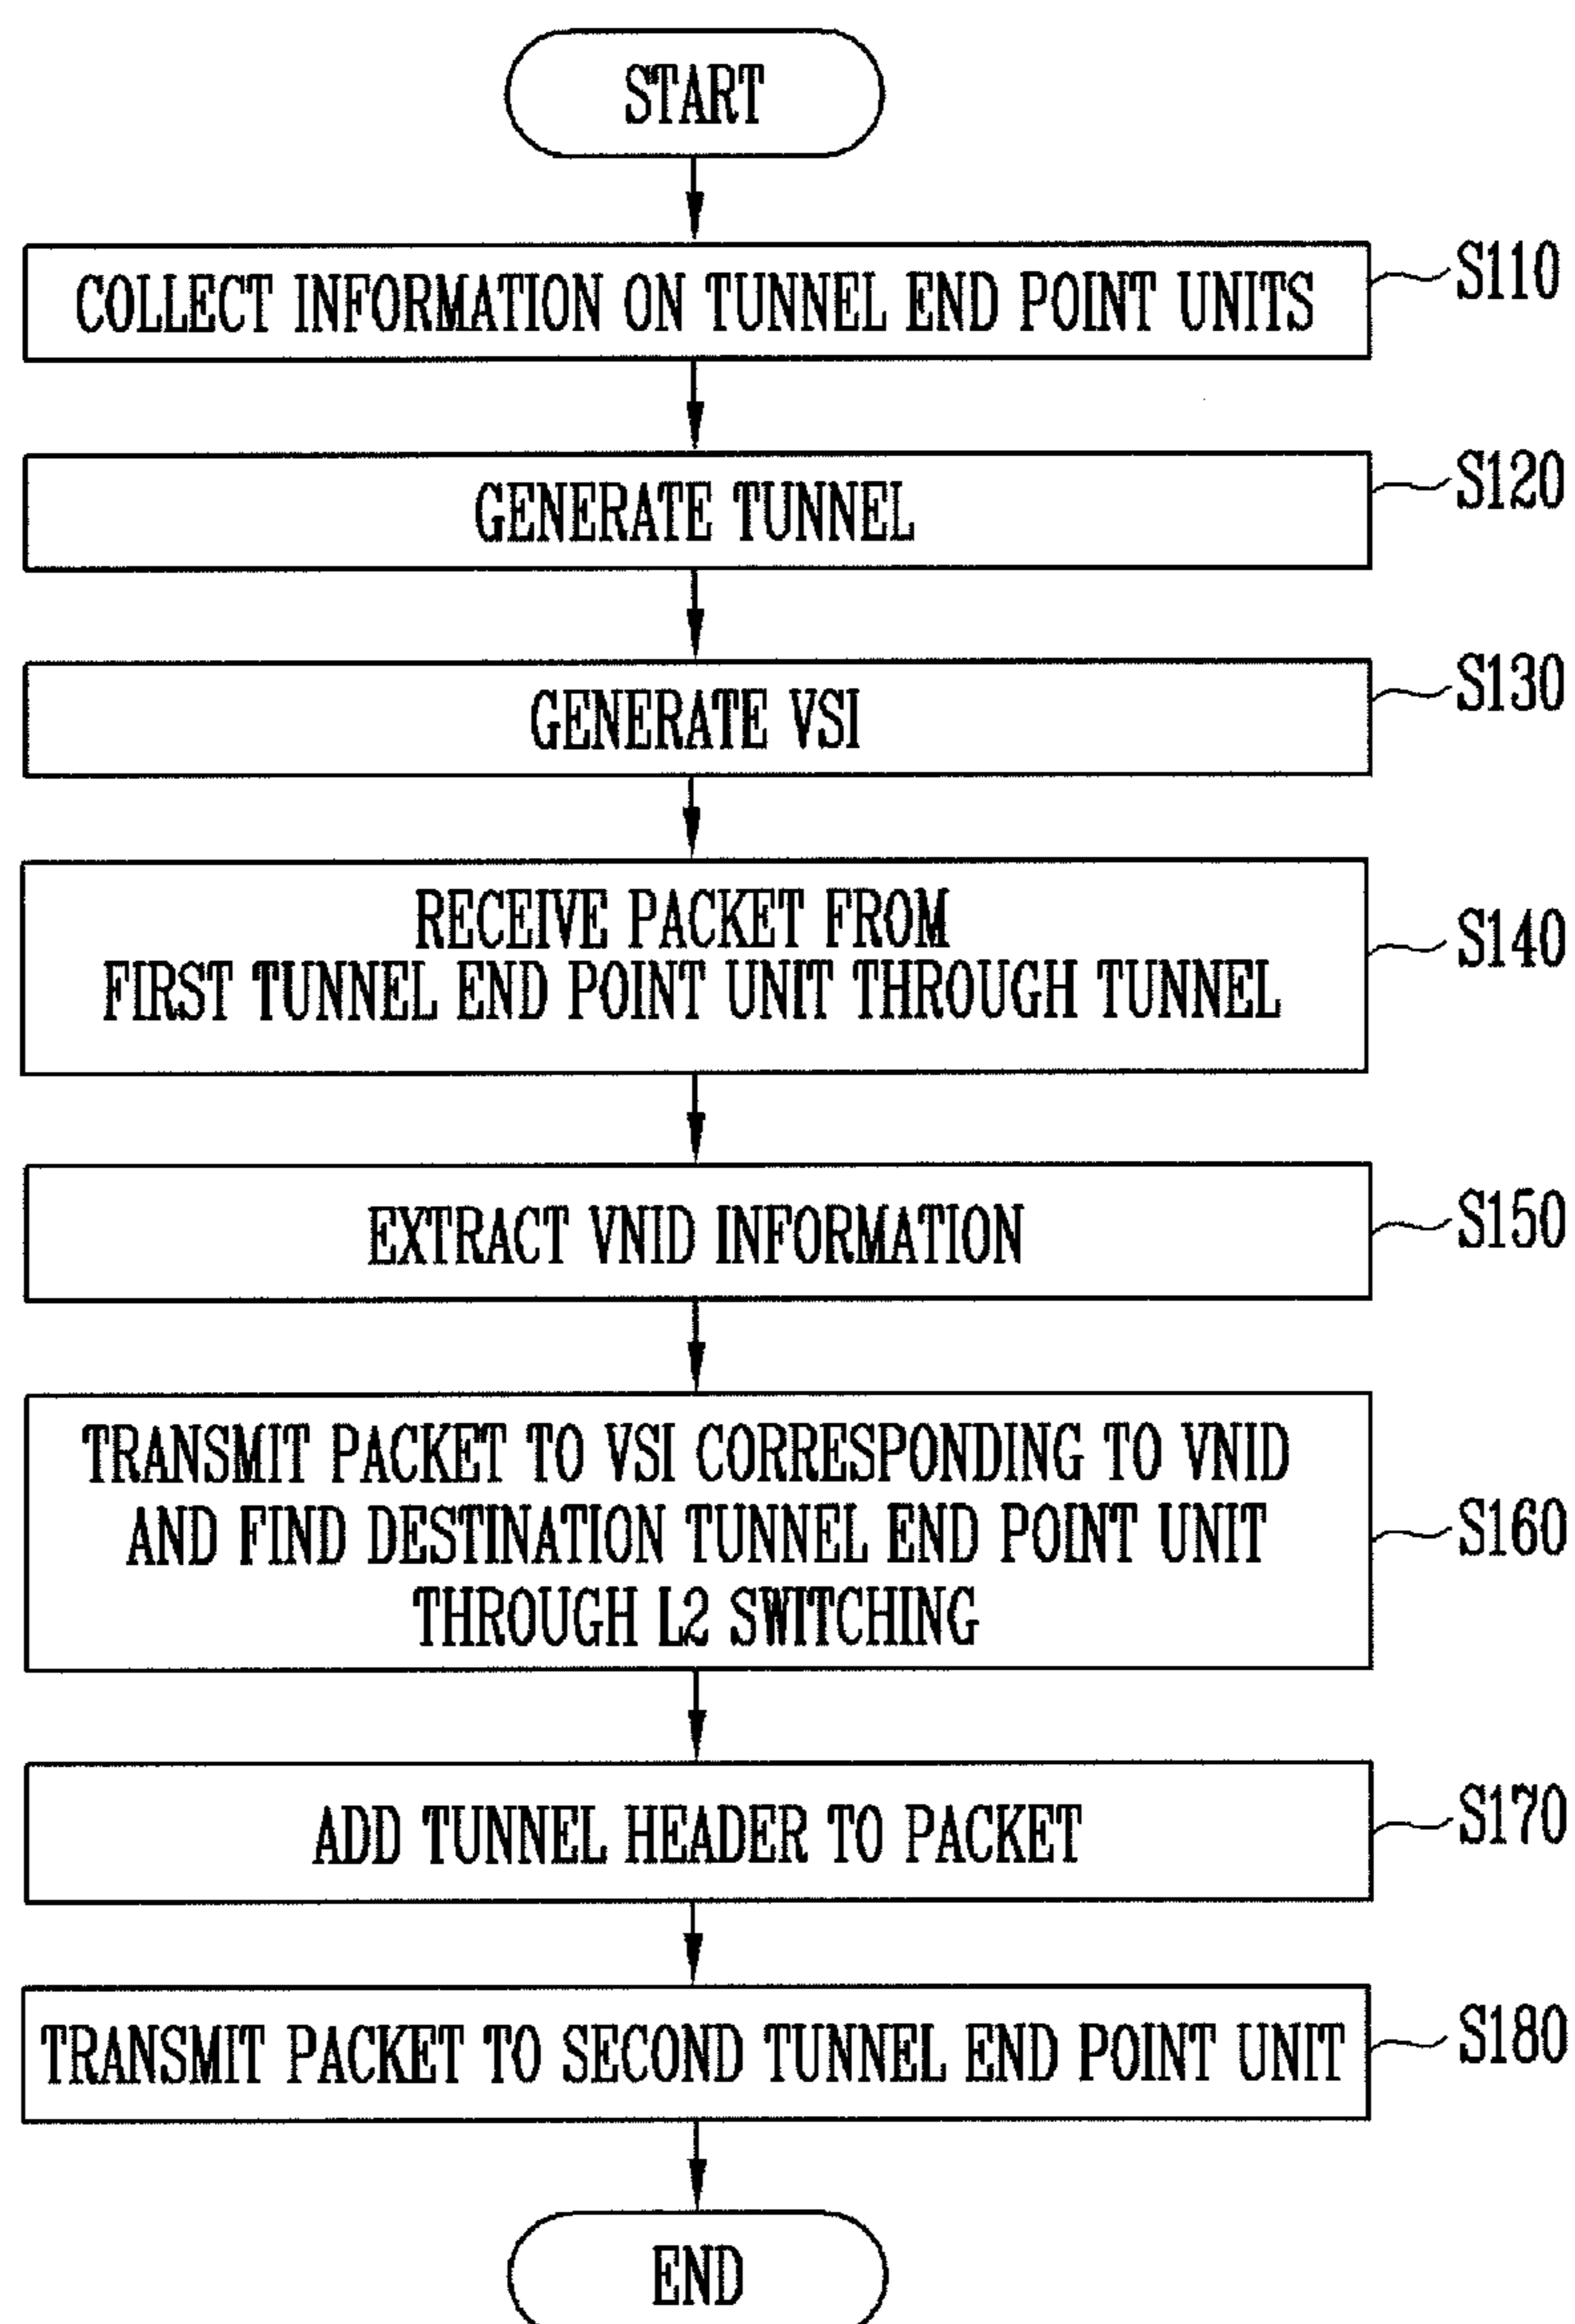 START
COLLECT INFORMATION ON TUNNEL END POINT UNITS
S110
GENERATE TUNNEL
S120
GENERATE VSI
S130
RECEIVE PACKET FROM
FIRST TUNNEL END POINT UNIT THROUGH TUNNEL
S140
EXTRACT VNID INFORMATION
S150
TRANSMIT PACKET TO VSI CORRESPONDING TO VNID
AND FIND DESTINATION TUNNEL END POINT UNIT
THROUGH L2 SWITCHING
S160
ADD TUNNEL HEADER TO PACKET
S170
TRANSMIT PACKET TO SECOND TUNNEL END POINT UNIT
S180
END